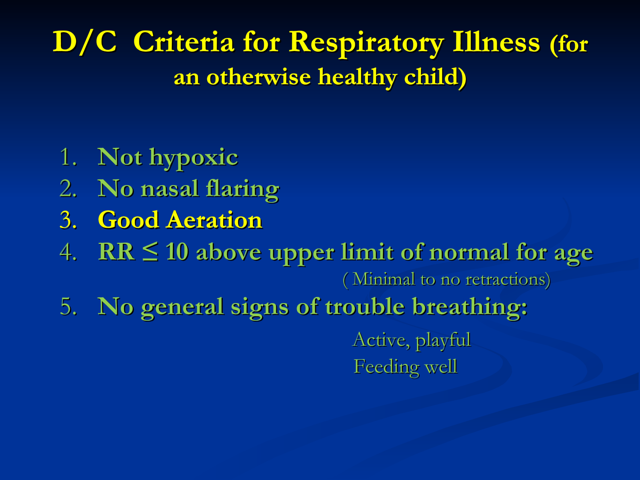 D/C Criteria for Respiratory Illness (for
an otherwise healthy child)
1. Not hypoxic
2. No nasal flaring
3. Good Aeration
4. RR ≤ 10 above upper limit of normal for age
( Minimal to no retractions)
5. No general signs of trouble breathing:
Active, playful
Feeding well